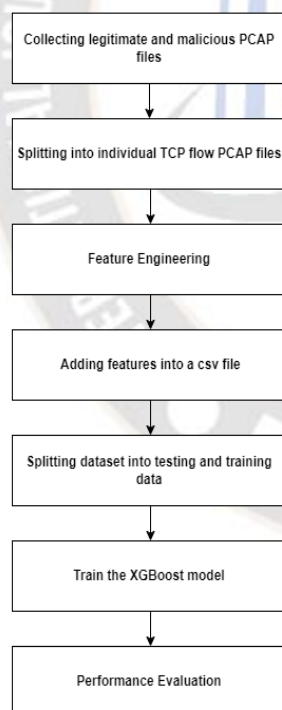 Collecting legitimate and malicious PCAP
files
Splitting into individual TCP flow PCAP files
Feature Engineering
Adding features into a csv file
Splitting dataset into testing and training
data
Train the XGBoost model
Performance Evaluation